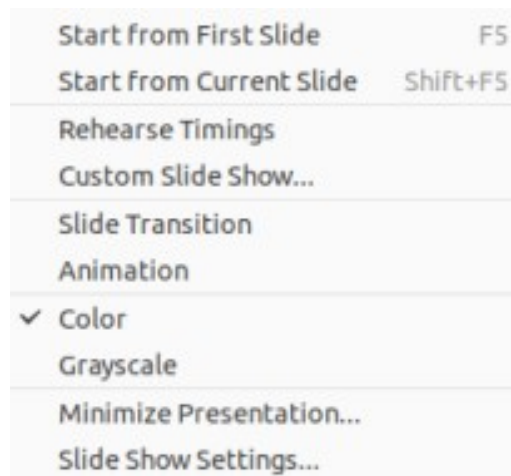 Start from First Slide F5
Start from Current Slide Shift+F5
Rehearse Timings
Custom Slide Show...
Slide Transition
Animation
✓ Color
Grayscale
Minimize Presentation...
Slide Show Settings...